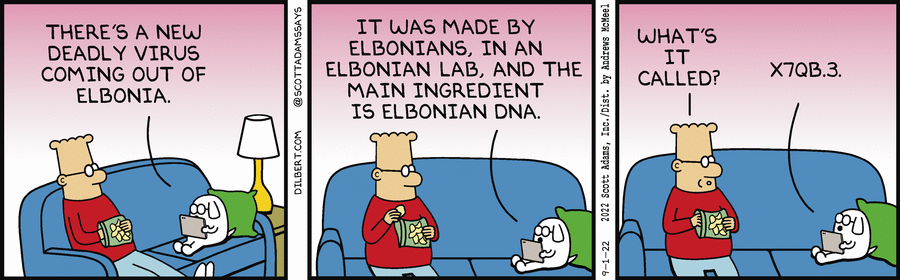 THERE'S A NEW
DEADLY VIRUS
COMING OUT OF
ELBONIA.
DILBERT.COM @SCOTTADAMSSAYS
IT WAS MADE BY
ELBONIANS, IN AN
ELBONIAN LAB, AND THE
MAIN INGREDIENT
IS ELBONIAN DNA.
9-1-22 2022 Scott Adams, Inc./Dist. by Andrews McMeel
WHAT'S
IT
CALLED?
X7QB.3.